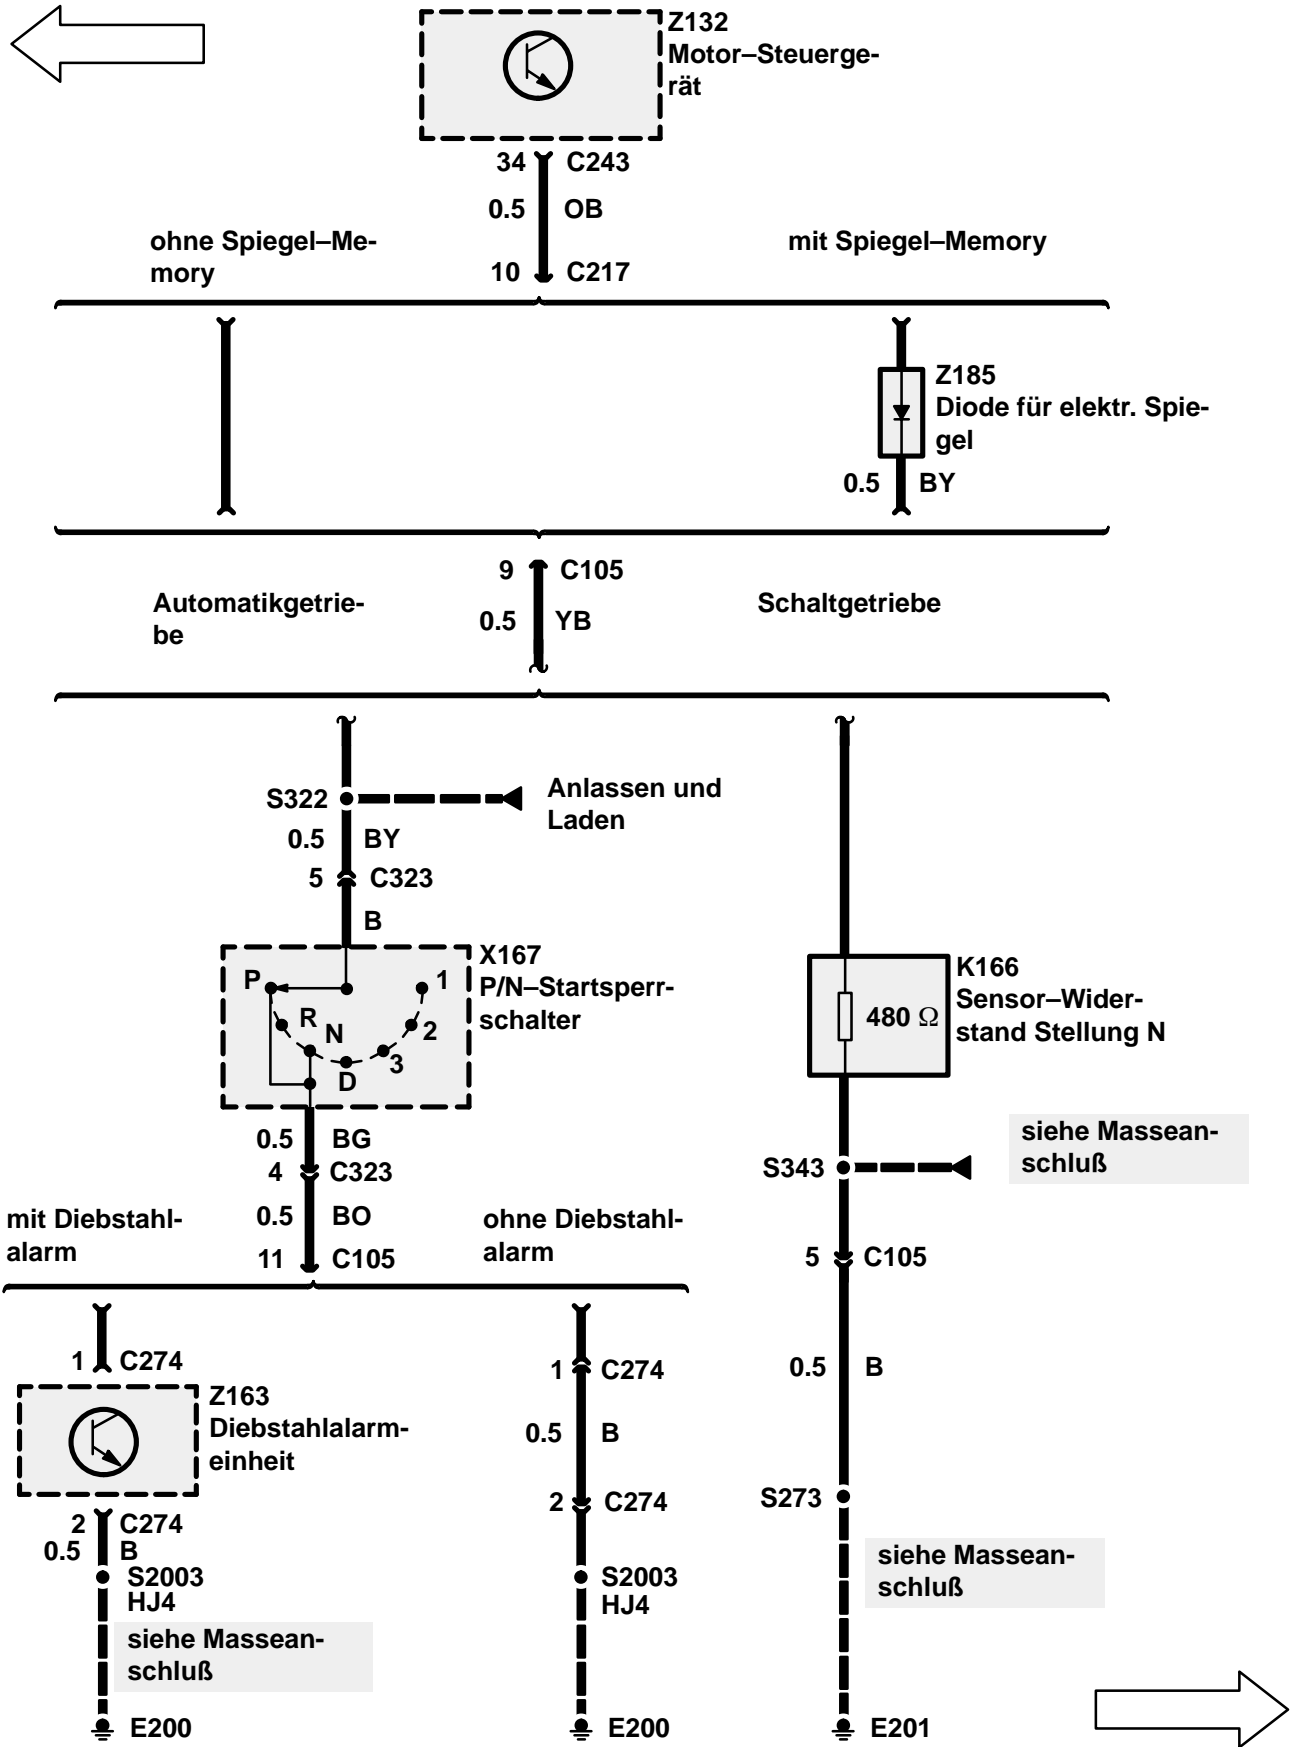 Z132
Motor–Steuerge-
rät
34 C243
0.5 OB
ohne Spiegel–Me-
mory
mit Spiegel–Memory
10 C217
Z185
Diode für elektr. Spie-
gel
0.5 BY
9 C105
Automatikgetrie-
be
0.5 YB
Schaltgetriebe
S322
Anlassen und
Laden
0.5 BY
5 C323
B
X167
P/N–Startsperr-
schalter
P
1
R
N
2
3
D
K166
Sensor–Wider-
stand Stellung N
480 Ω
0.5 BG
4 C323
siehe Massean-
schluß
S343
mit Diebstahl-
alarm
0.5 BO
ohne Diebstahl-
alarm
11 C105
5 C105
1 C274
1 C274
0.5 B
Z163
Diebstahlalarm-
einheit
0.5 B
2 C274
S273
2 C274
0.5 B
S2003
HJ4
S2003
HJ4
siehe Massean-
schluß
siehe Massean-
schluß
E200
E200
E201